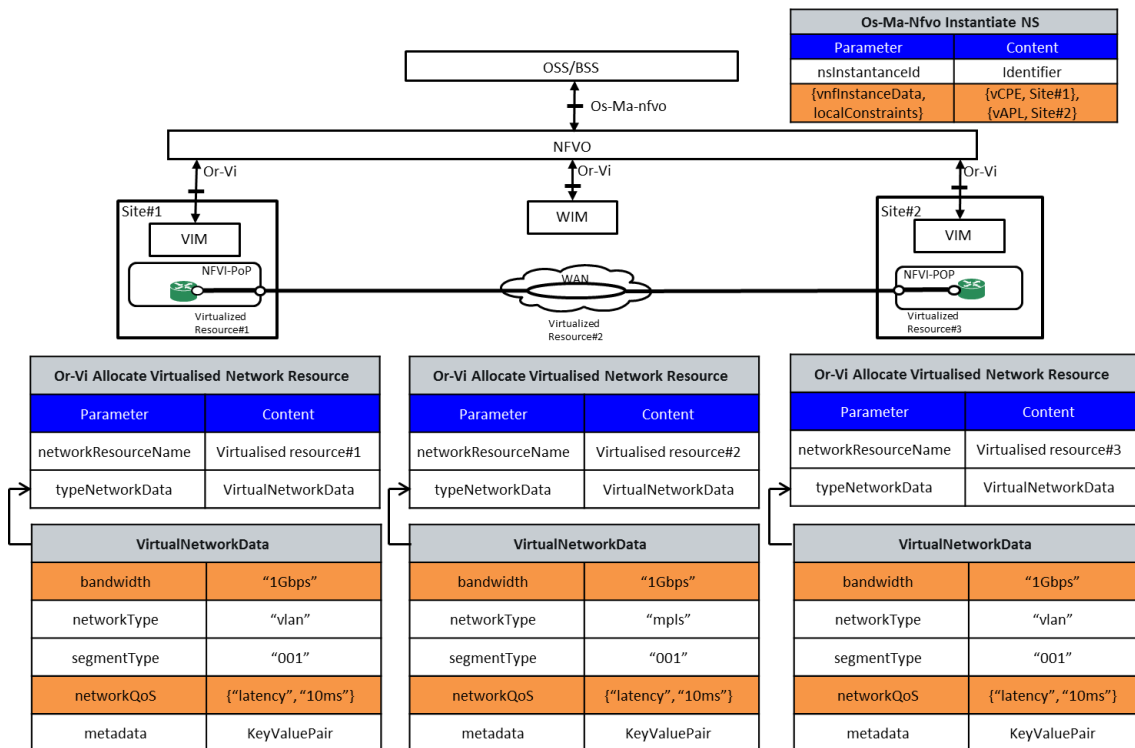 Os-Ma-Nfvo Instantiate NS
Parameter Content
nsInstantanceId Identifier
{vnfInstanceData, {vCPE, Site#1},
localConstraints} {vAPL, Site#2}
OSS/BSS
Os-Ma-nfvo
NFVO
Or-Vi Or-Vi Or-Vi
Site#1 WIM Site#2
VIM VIM
NFVI-PoP WAN NFVI-POP
Virtualized Virtualized Virtualized
Resource#1 Resource#2 Resource#3
Or-Vi Allocate Virtualised Network Resource
Parameter Content
networkResourceName Virtualised resource#1
typeNetworkData VirtualNetworkData
VirtualNetworkData
bandwidth “1Gbps”
networkType “vlan”
segmentType “001”
networkQoS {“latency”, “10ms”}
metadata KeyValuePair
Or-Vi Allocate Virtualised Network Resource
Parameter Content
networkResourceName Virtualised resource#2
typeNetworkData VirtualNetworkData
VirtualNetworkData
bandwidth “1Gbps”
networkType “mpls”
segmentType “001”
networkQoS {“latency”, “10ms”}
metadata KeyValuePair
Or-Vi Allocate Virtualised Network Resource
Parameter Content
networkResourceName Virtualised resource#3
typeNetworkData VirtualNetworkData
VirtualNetworkData
bandwidth “1Gbps”
networkType “vlan”
segmentType “001”
networkQoS {“latency”, “10ms”}
metadata KeyValuePair